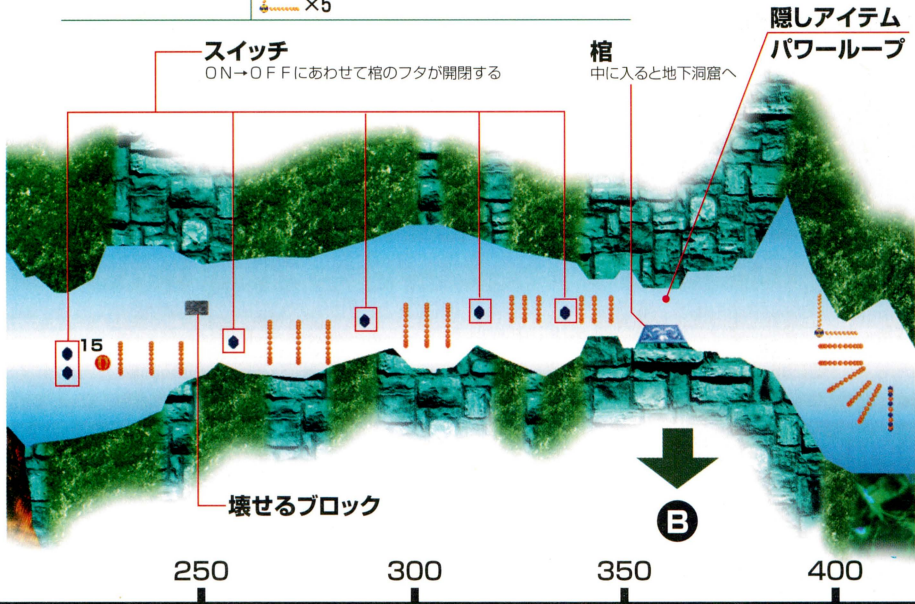 ×5
隠しアイテム
パワーループ
スイッチ
ON→OFFにあわせて棺のフタが開閉する
棺
中に入ると地下洞窟へ
15
壊せるブロック
B
250
300
350
400